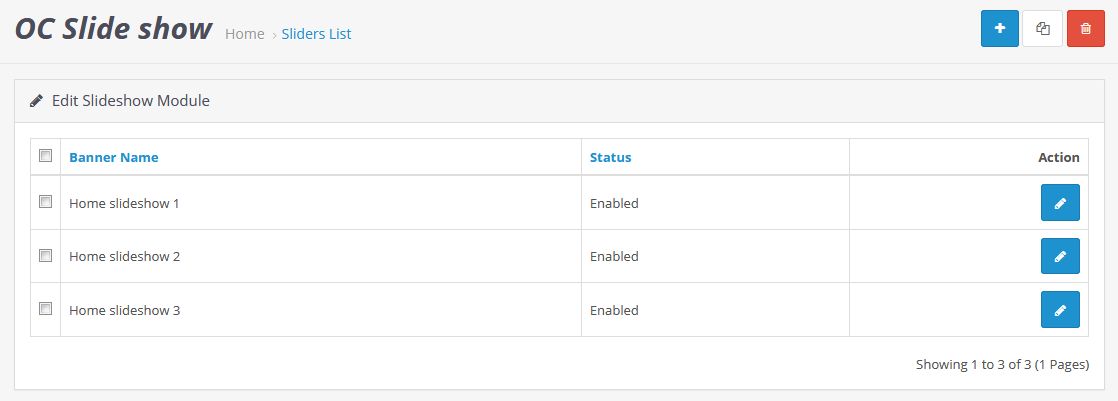 OC Slide show Home › Sliders List
Edit Slideshow Module
Banner Name Status Action
Home slideshow 1 Enabled
Home slideshow 2 Enabled
Home slideshow 3 Enabled
Showing 1 to 3 of 3 (1 Pages)